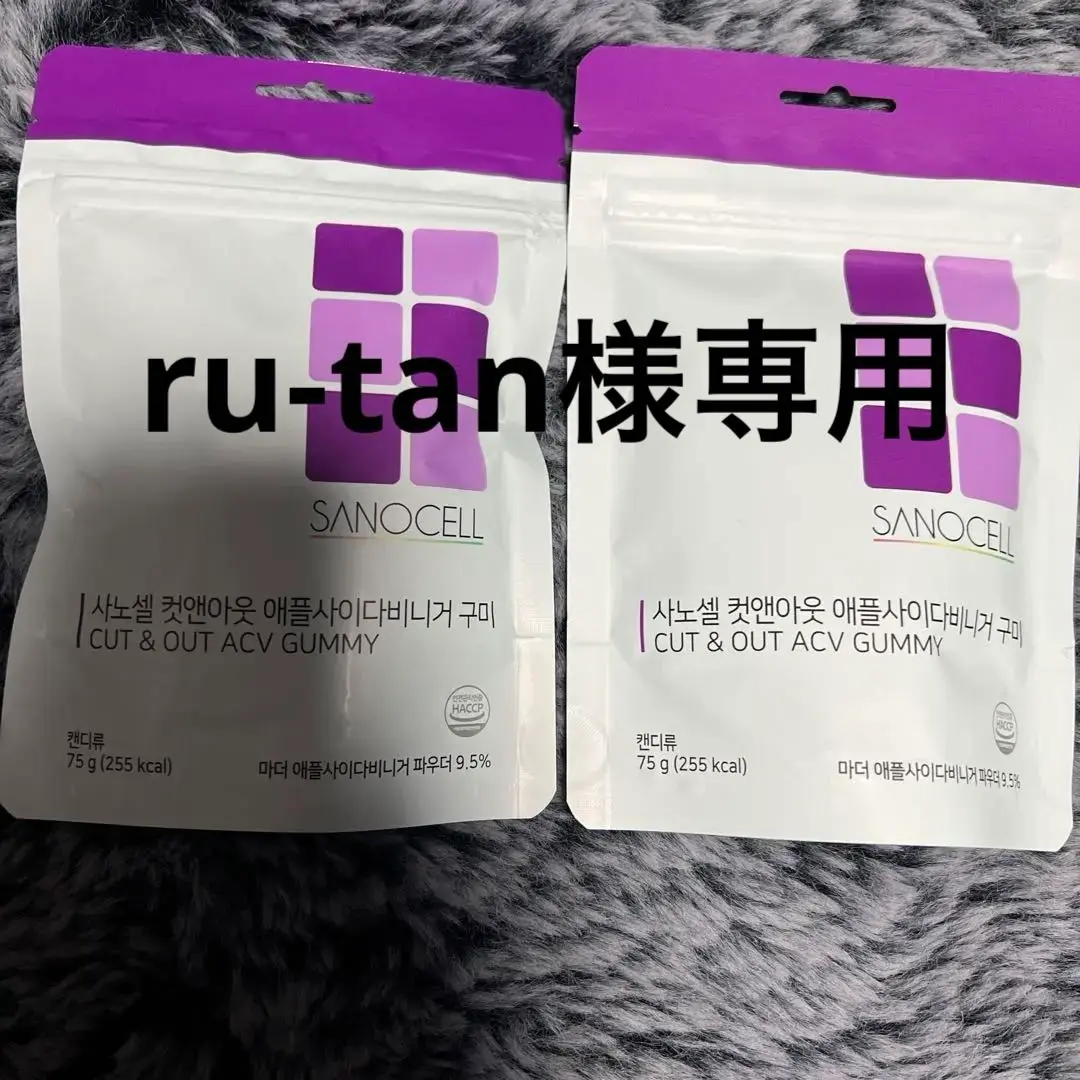 ru-tan様専用
SANOCELL
사노셀 컷앤아웃 애플사이다비니거 구미
CUT & OUT ACV GUMMY
HACCP
캔디류
75 g (255 kcal)
마더 애플사이다비니거 파우더 9.5%
SANOCELL
사노셀 컷앤아웃 애플사이다비니거 구미
CUT & OUT ACV GUMMY
HACCP
캔디류
75 g (255 kcal)
마더 애플사이다비니거 파우더 9.5%